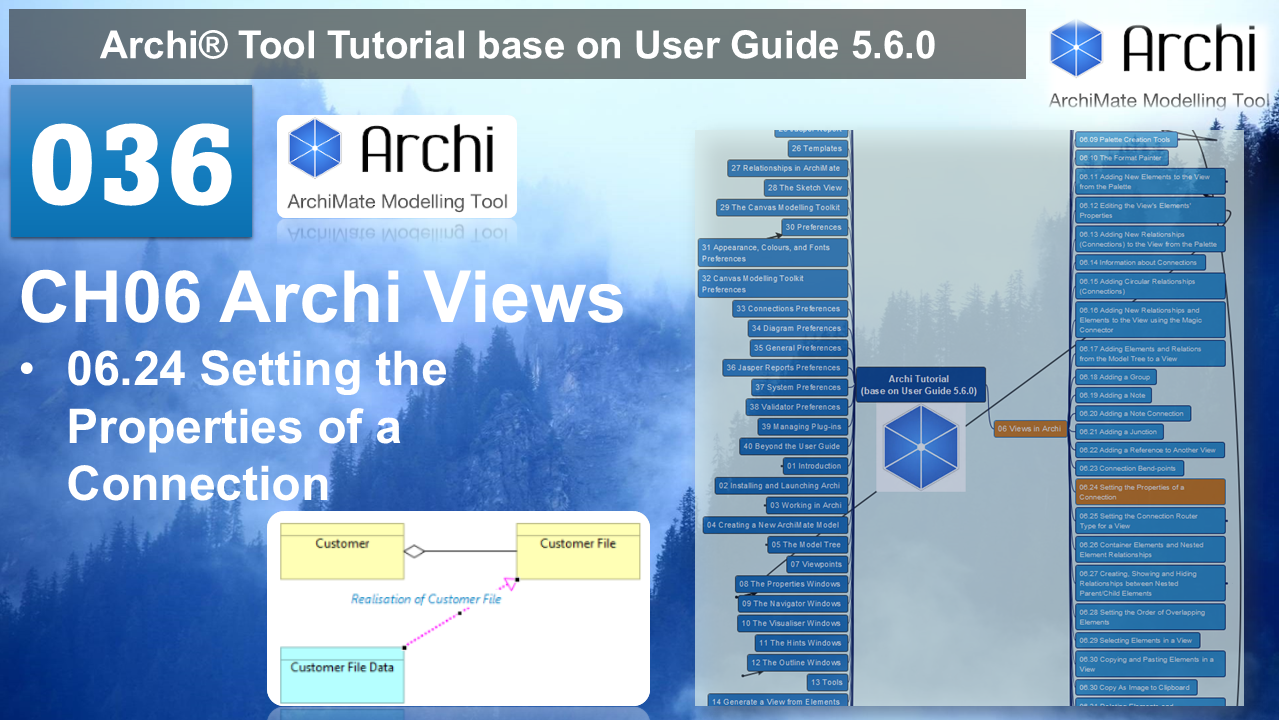 Archi® Tool Tutorial base on User Guide 5.6.0
Archi
ArchiMate Modelling Tool
036
Archi
ArchiMate Modelling Tool
CH06 Archi Views
• 06.24 Setting the
Properties of a
Connection
Customer
Customer File
Realisation of Customer File
Customer File Data
26 Templates
27 Relationships in ArchiMate
28 The Sketch View
29 The Canvas Modelling Toolkit
30 Preferences
31 Appearance, Colours, and Fonts
Preferences
32 Canvas Modelling Toolkit
Preferences
33 Connections Preferences
34 Diagram Preferences
35 General Preferences
36 Jasper Reports Preferences
37 System Preferences
38 Validator Preferences
39 Managing Plug-ins
40 Beyond the User Guide
01 Introduction
02 Installing and Launching Archi
03 Working in Archi
04 Creating a New ArchiMate Model
05 The Model Tree
07 Viewpoints
08 The Properties Windows
09 The Navigator Windows
10 The Visualiser Windows
11 The Hints Windows
12 The Outline Windows
13 Tools
14 Generate a View from Elements
Archi Tutorial
(base on User Guide 5.6.0)
06 Views in Archi
06.09 Palette Creation Tools
06.10 The Format Painter
06.11 Adding New Elements to the View
from the Palette
06.12 Editing the View's Elements'
Properties
06.13 Adding New Relationships
(Connections) to the View from the Palette
06.14 Information about Connections
06.15 Adding Circular Relationships
(Connections)
06.16 Adding New Relationships and
Elements to the View using the Magic
Connector
06.17 Adding Elements and Relations
from the Model Tree to a View
06.18 Adding a Group
06.19 Adding a Note
06.20 Adding a Note Connection
06.21 Adding a Junction
06.22 Adding a Reference to Another View
06.23 Connection Bend-points
06.24 Setting the Properties of a
Connection
06.25 Setting the Connection Router
Type for a View
06.26 Container Elements and Nested
Element Relationships
06.27 Creating, Showing and Hiding
Relationships between Nested
Parent/Child Elements
06.28 Setting the Order of Overlapping
Elements
06.29 Selecting Elements in a View
06.30 Copying and Pasting Elements in a
View
06.30 Copy As Image to Clipboard